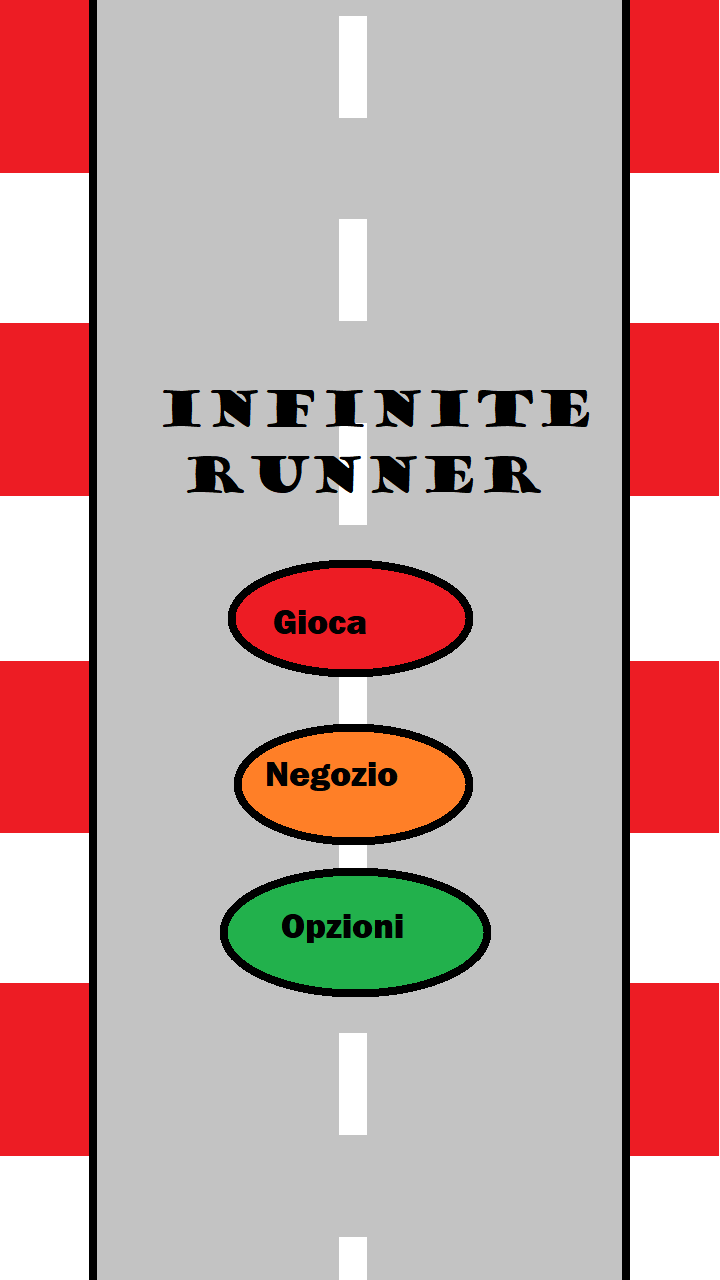 INFINITE
RUNNER
Gioca
Negozio
Opzioni